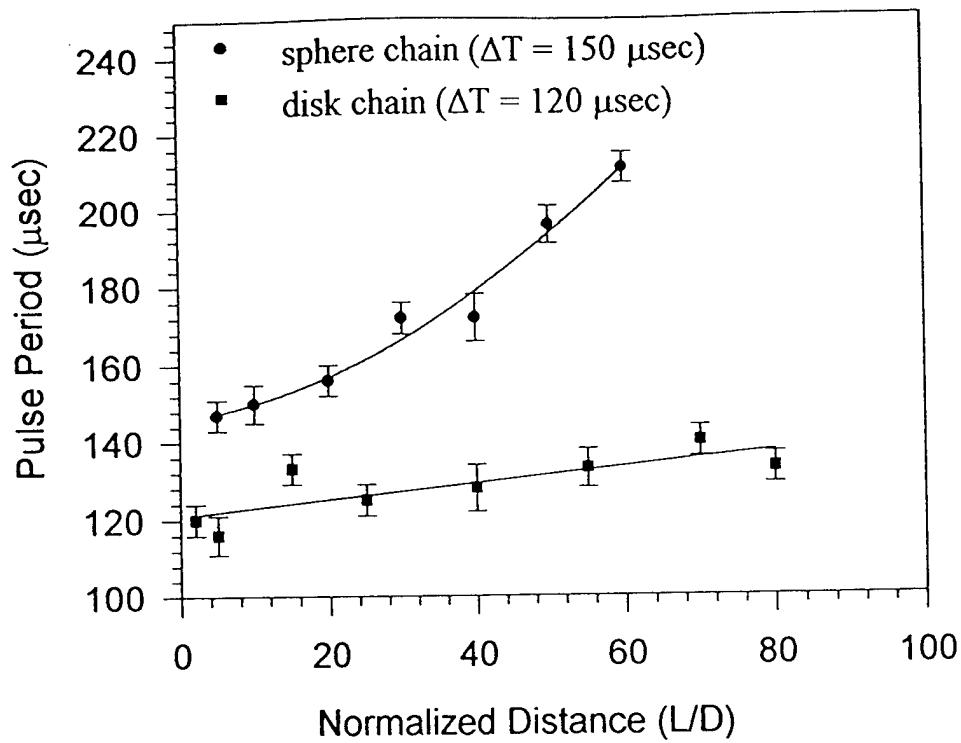 sphere chain (ΔT = 150 μsec)
disk chain (ΔT = 120 μsec)
Pulse Period (μsec)
240
220
200
180
160
140
120
100
0 20 40 60 80 100
Normalized Distance (L/D)